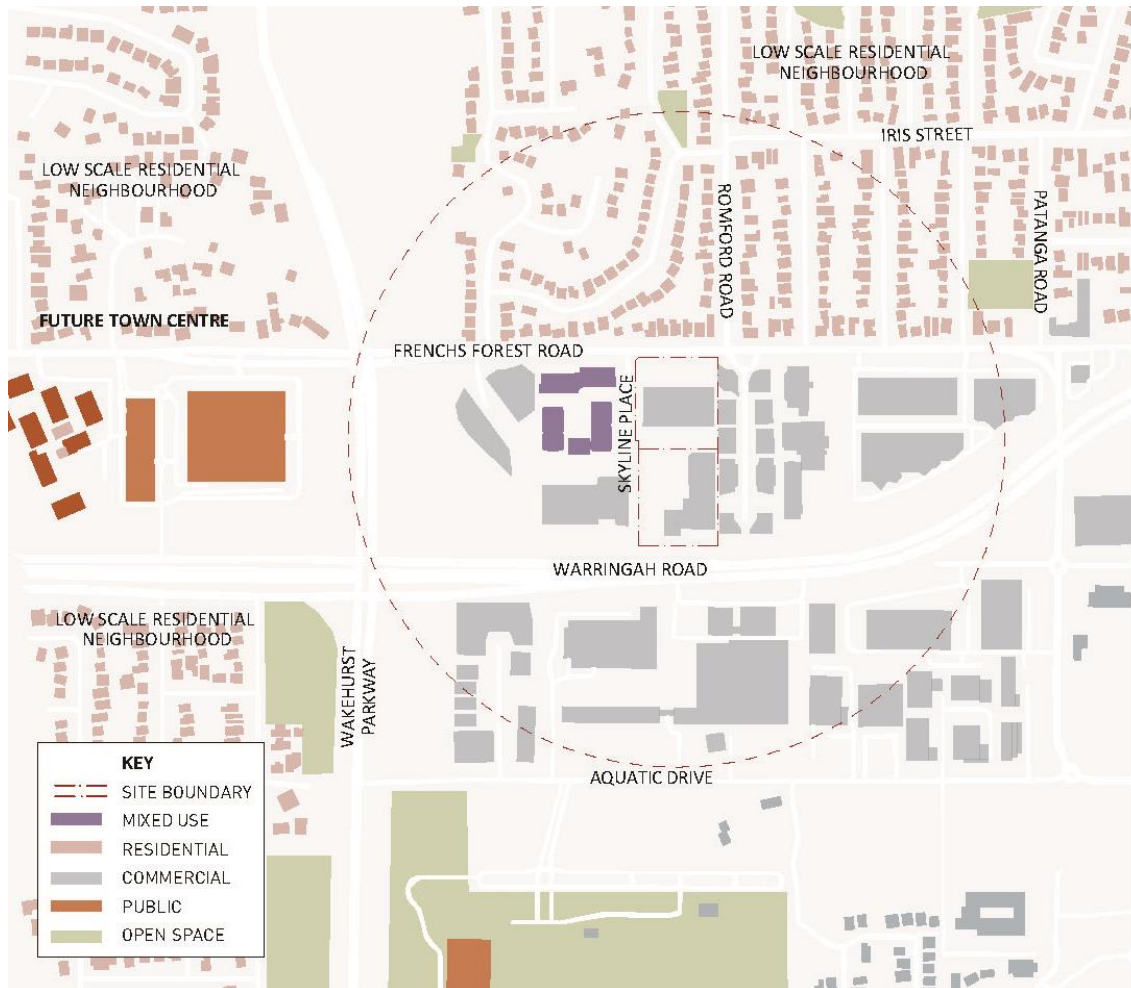 LOW SCALE RESIDENTIAL
NEIGHBOURHOOD
IRIS STREET
LOW SCALE RESIDENTIAL
NEIGHBOURHOOD
ROMFORD ROAD
PATANGA ROAD
FUTURE TOWN CENTRE
FRENCHS FOREST ROAD
SKYLINE PLACE
WARRINGAH ROAD
LOW SCALE RESIDENTIAL
NEIGHBOURHOOD
WAKEHURST
PARKWAY
AQUATIC DRIVE
KEY
SITE BOUNDARY
MIXED USE
RESIDENTIAL
COMMERCIAL
PUBLIC
OPEN SPACE